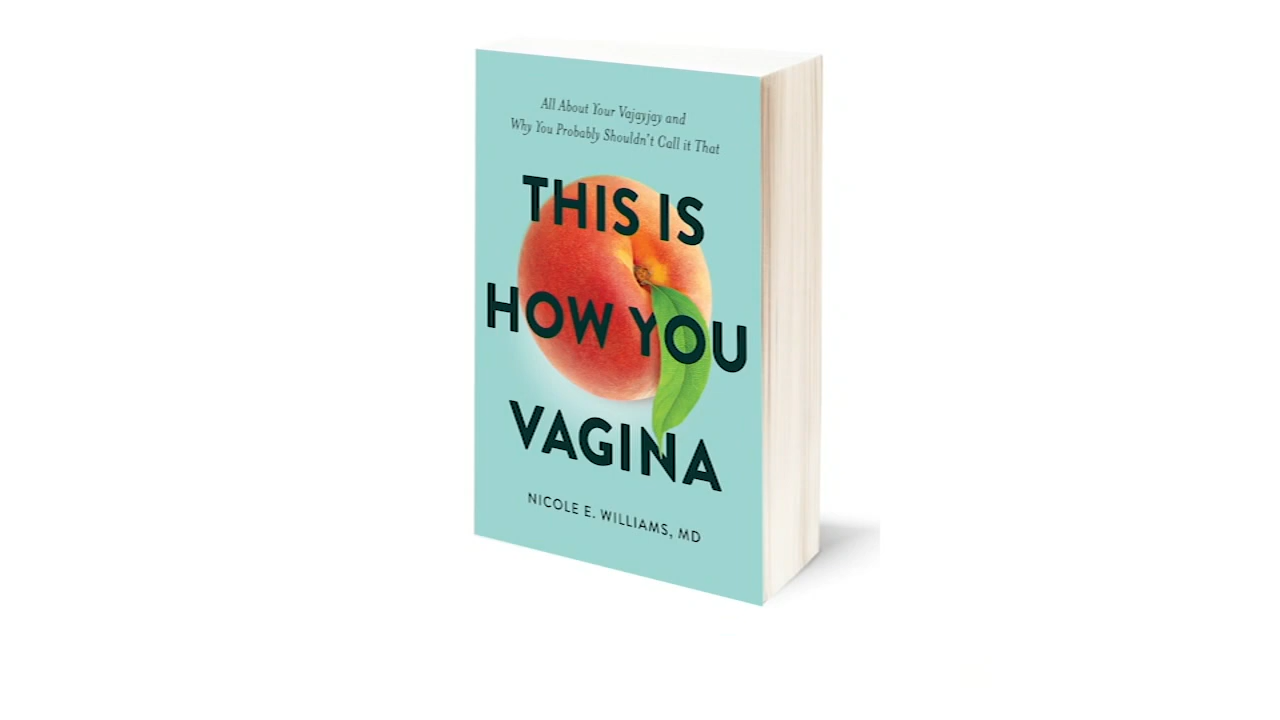 All About Your Vajayjay and
Why You Probably Shouldn't Call it That
THIS IS
HOW YOU
VAGINA
NICOLE E. WILLIAMS, MD